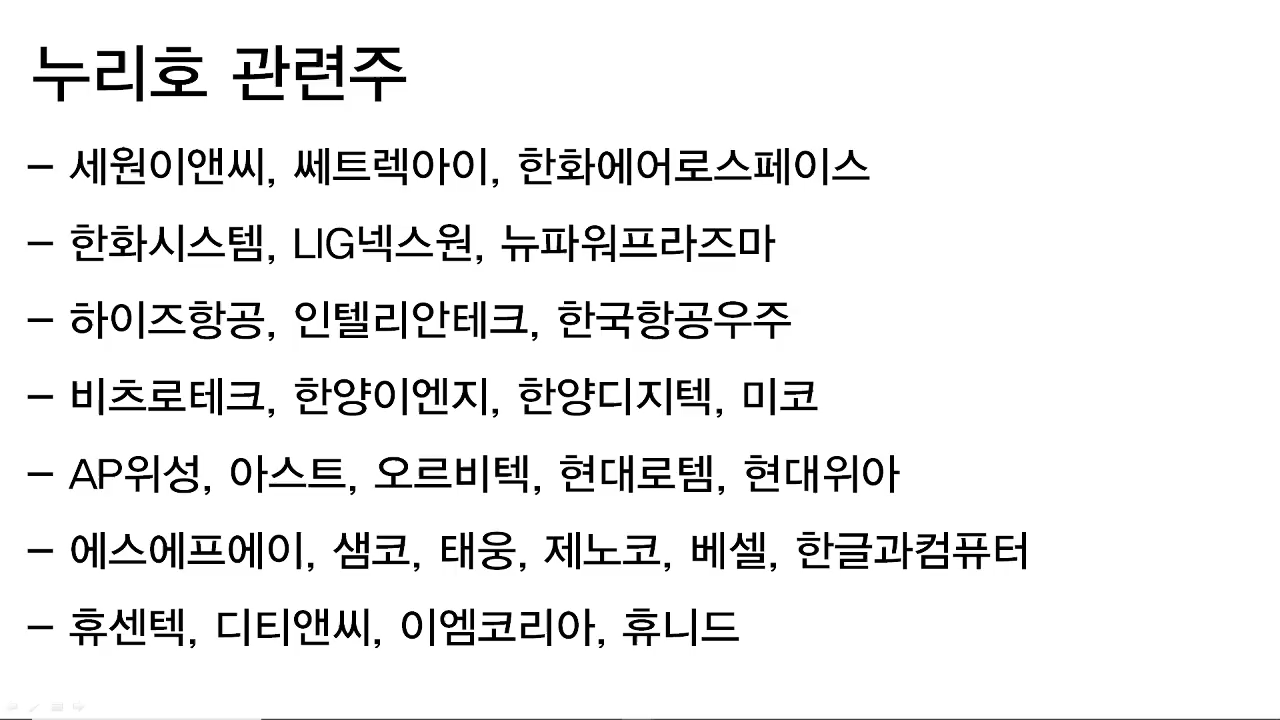 누리호 관련주
– 세원이앤씨, 쎄트렉아이, 한화에어로스페이스
– 한화시스템, LIG넥스원, 뉴파워프라즈마
– 하이즈항공, 인텔리안테크, 한국항공우주
– 비츠로테크, 한양이엔지, 한양디지텍, 미코
– AP위성, 아스트, 오르비텍, 현대로템, 현대위아
– 에스에프에이, 샘코, 태웅, 제노코, 베셀, 한글과컴퓨터
– 휴센텍, 디티앤씨, 이엠코리아, 휴니드